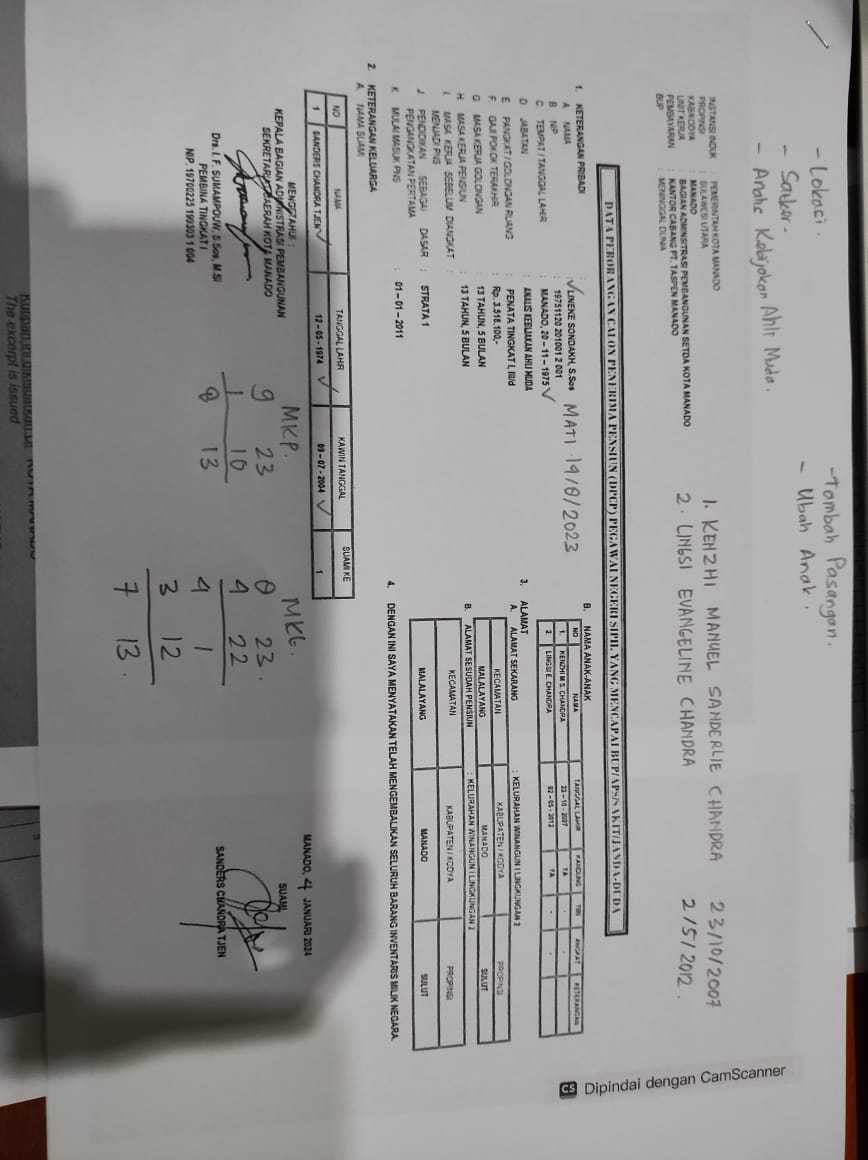 - Lokasi.
- Satker -
- Analis Kebijakan Ahli Muda.
- Tambah Pasangan.
- Ubah Anak.
1. KENZHI MANUEL SANDERLIE CHANDRA 23/10/2007
2. LINGSI EVANGELINE CHANDRA 2/5/2012.
INSTANSI INDUK : PEMERINTAH KOTA MANADO
PROPINSI : SULAWESI UTARA
KAB/KODYA : MANADO
UNIT KERJA : BAGIAN ADMINSITRASI PEMBANGUNAN SETDA KOTA MANADO
PEMBAYARAN : KANTOR CABANG PT. TASPEN MANADO
BUP : MENINGGAL DUNIA
DATA PERORANGAN CALON PENERIMA PENSIUN (DPCP) PEGAWAI NEGERI SIPIL YANG MENCAPAI BUP/APS/SAKIT/JANDA-DUDA
1. KETERANGAN PRIBADI
A NAMA : LINEKE SONDAKH, S.Sos MATI 19/8/2023
B NIP : 19751120 201001 2 001
C TEMPAT / TANGGAL LAHIR : MANADO, 20 – 11 – 1975
D JABATAN : ANALIS KEBIJAKAN AHLI MUDA
E PANGKAT / GOLONGAN RUANG : PENATA TINGKAT I, III/d
F GAJI POKOK TERAKHIR : Rp. 3.516.100,-
G MASA KERJA GOLONGAN : 13 TAHUN, 5 BULAN
H MASA KERJA PENSIUN : 13 TAHUN, 5 BULAN
I. MASA KERJA SEBELUM DIANGKAT :
MENJADI PNS
J PENDIDIKAN SEBAGAI DASAR : STRATA 1
PENGANGKATAN PERTAMA
K MULAI MASUK PNS : 01 – 01 – 2011
2. KETERANGAN KELUARGA
A. NAMA SUAMI
NO NAMA TANGGAL LAHIR KAWIN TANGGAL SUAMI KE
1 SANDERS CHANDRA TJEN 12 – 05 - 1974 09 – 07 - 2004 1
B. NAMA ANAK-ANAK
NO NAMA TANGGAL LAHIR KANDUNG TIRI ANGKAT KETERANGAN
1. KENZHI M S. CHANDRA 23 – 10 - 2007 YA - -
2 LINGSI E. CHANDRA 02 – 05 - 2012 YA - -
3. ALAMAT
A. ALAMAT SEKARANG : KELURAHAN WINANGUN I LINGKUNGAN 2
KECAMATAN KABUPATEN / KODYA PROPINSI
MALALAYANG MANADO SULUT
B. ALAMAT SESUDAH PENSIUN : KELURAHAN WINANGUN I LINGKUNGAN 2
KECAMATAN KABUPATEN / KODYA PROPINSI
MALALAYANG MANADO SULUT
4. DENGAN INI SAYA MENYATAKAN TELAH MENGEMBALIKAN SELURUH BARANG INVENTARIS MILIK NEGARA.
MENGETAHUI :
KEPALA BAGIAN ADMINISTRASI PEMBANGUNAN
SEKRETARIAT DAERAH KOTA MANADO
Drs. I. F. SUMAMPOUW, S.Sos, M.SI
PEMBINA TINGKAT I
NIP. 19700225 199303 1 004
MKP.
9 23
1 10
8 13
MKG.
8 23.
4 22
4 1
3 12
7 13.
MANADO, 4 JANUARI 2024
SUAMI
SANDERS CHANDRA TJEN
The excerpt is issued
CS Dipindai dengan CamScanner